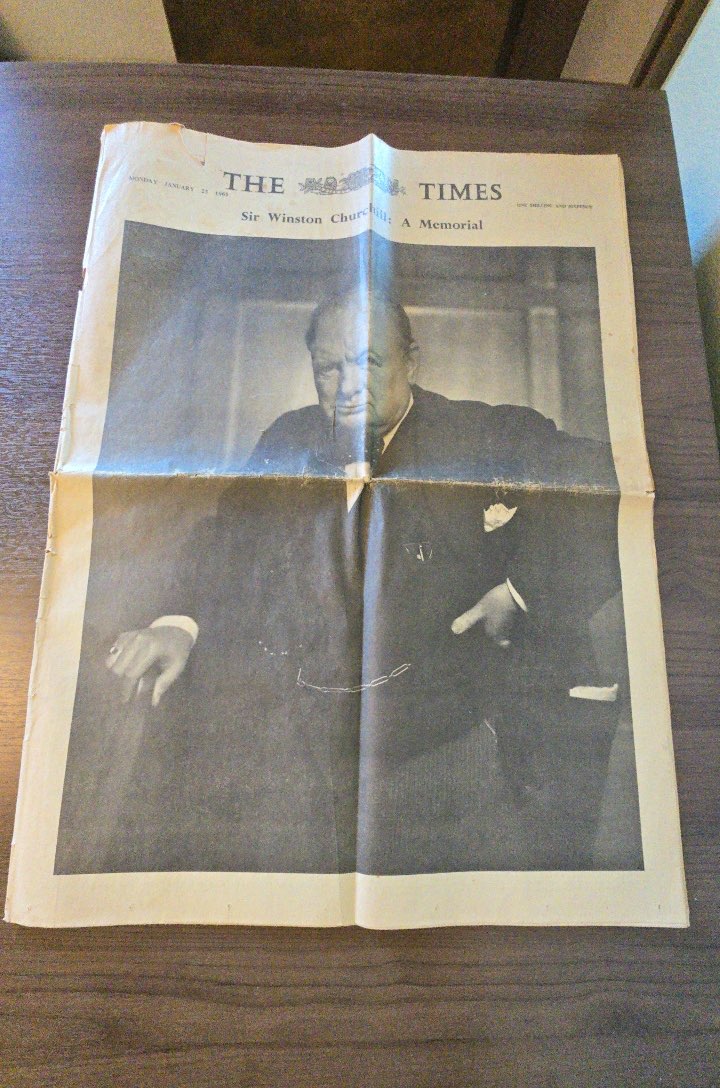 THE TIMES
MONDAY JANUARY 25 1965
ONE SHILLING AND SIXPENCE
Sir Winston Churchill: A Memorial